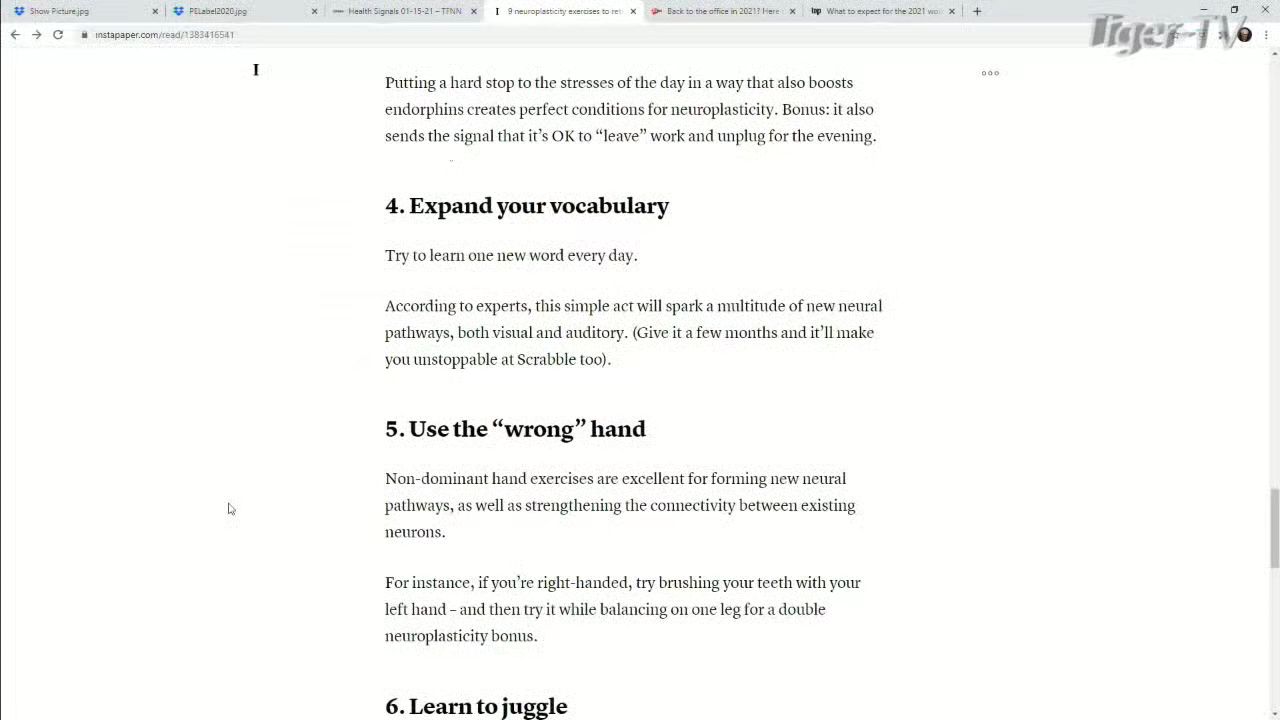 Show Picture.jpg
PELabel2020.jpg
Health Signals 01-15-21 – TFNN
9 neuroplasticity exercises to ret
Back to the office in 2021? Here
What to expect for the 2021 wo
instapaper.com/read/1383416541
Tiger-TV
I
Putting a hard stop to the stresses of the day in a way that also boosts
endorphins creates perfect conditions for neuroplasticity. Bonus: it also
sends the signal that it’s OK to “leave” work and unplug for the evening.
4. Expand your vocabulary
Try to learn one new word every day.
According to experts, this simple act will spark a multitude of new neural
pathways, both visual and auditory. (Give it a few months and it’ll make
you unstoppable at Scrabble too).
5. Use the “wrong” hand
Non-dominant hand exercises are excellent for forming new neural
pathways, as well as strengthening the connectivity between existing
neurons.
For instance, if you’re right-handed, try brushing your teeth with your
left hand – and then try it while balancing on one leg for a double
neuroplasticity bonus.
6. Learn to juggle